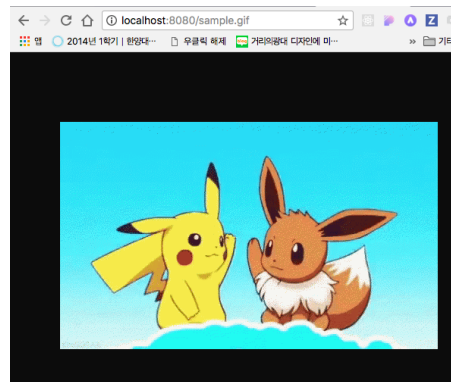 localhost:8080/sample.gif
앱 2014년 1학기 | 한양대… 우클릭 해제 거리의광대 디자인에 미… » 기타